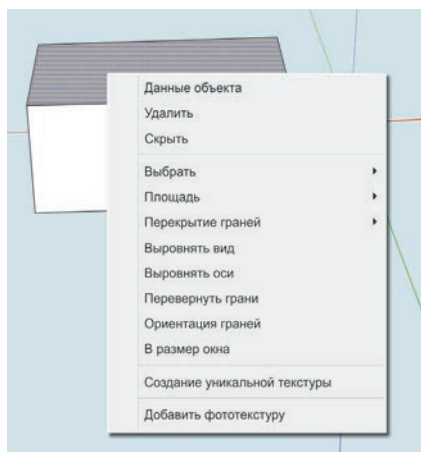 Данные объекта
Удалить
Скрыть
Выбрать
Площадь
Перекрытие граней
Выровнять вид
Выровнять оси
Перевернуть грани
Ориентация граней
В размер окна
Создание уникальной текстуры
Добавить фототекстуру